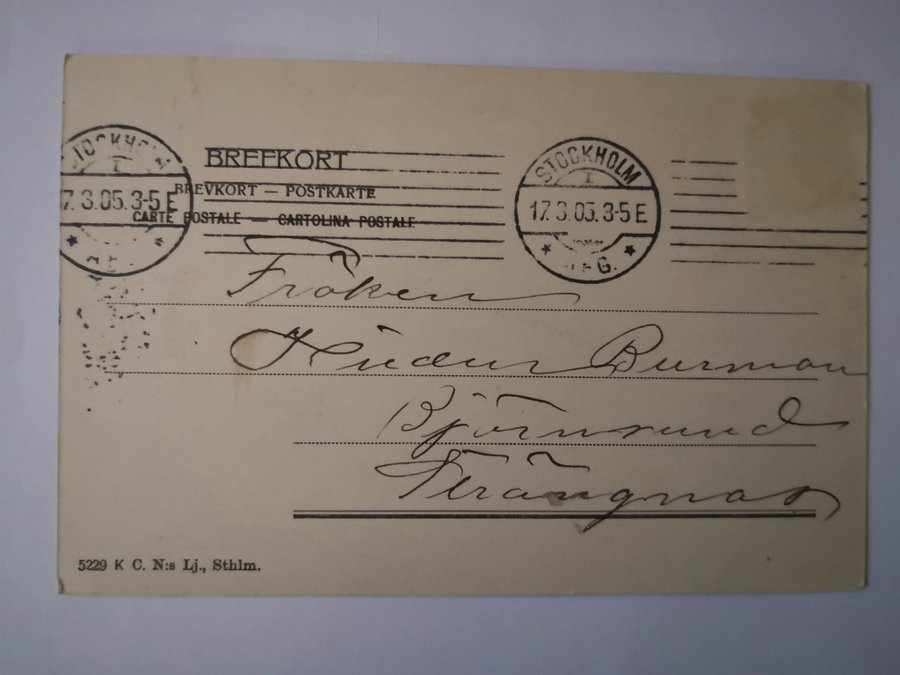 STOCKHOLM
1
17.3.05.3-5 E
BREFKORT
BREVKORT — POSTKARTE
CARTE POSTALE — CARTOLINA POSTALE
STOCKHOLM
1
17.3.05.3-5 E
G.
Fröken
Burman
Björnsund
Strängnäs
5229 K C. N:s Lj., Sthlm.